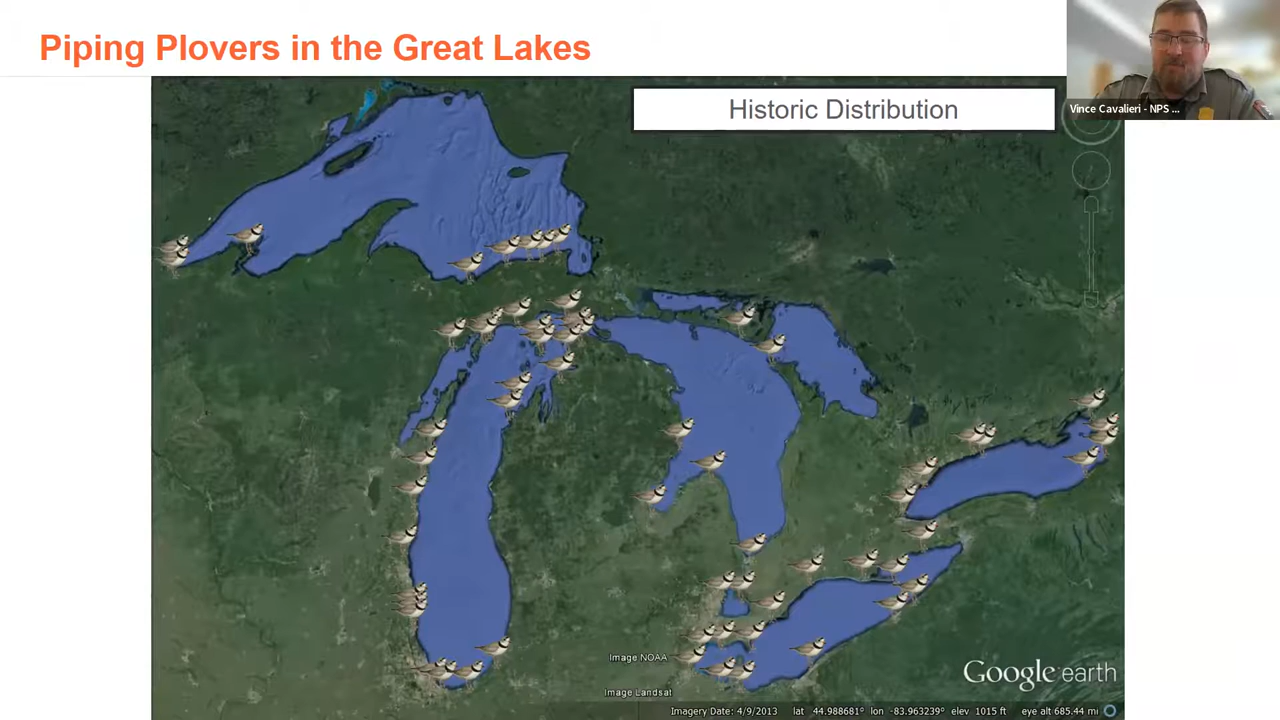 Piping Plovers in the Great Lakes
Vince Cavalieri - NPS ...
Historic Distribution
Image NOAA
Image Landsat
Google earth
Imagery Date: 4/9/2013 lat 44.988681° lon -83.963239° elev 1015 ft eye alt 685.44 mi